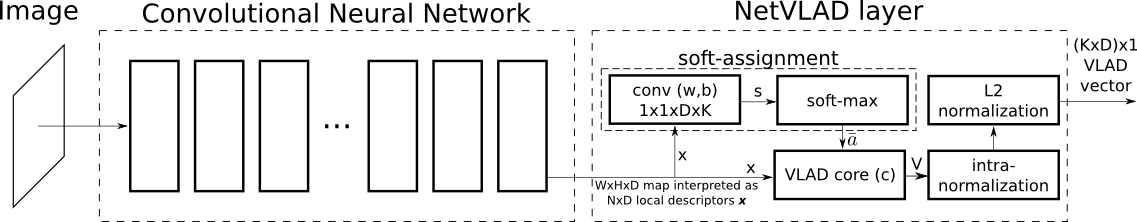 Image
Convolutional Neural Network
NetVLAD layer
...
soft-assignment
conv (w,b)
1x1xDxK
s
soft-max
L2
normalization
(KxD)x1
VLAD
vector
x
ā
x
WxHxD map interpreted as
NxD local descriptors x
VLAD core (c)
V
intra-
normalization